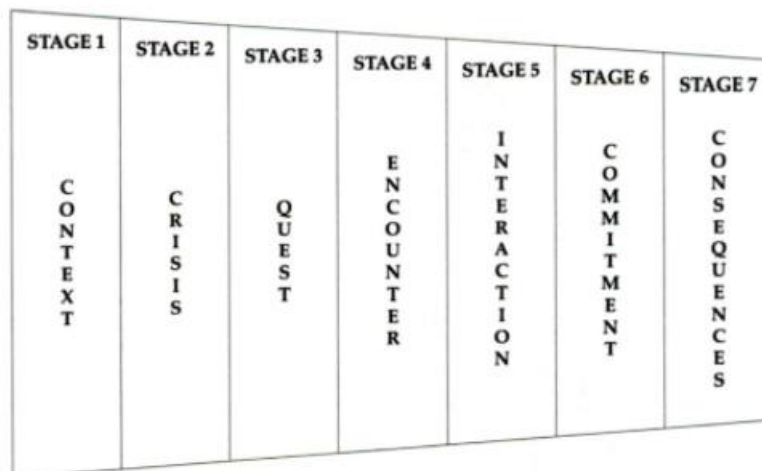 STAGE 1
CONTEXT
STAGE 2
CRISIS
STAGE 3
QUEST
STAGE 4
ENCOUNTER
STAGE 5
INTERACTION
STAGE 6
COMMITMENT
STAGE 7
CONSEQUENCES